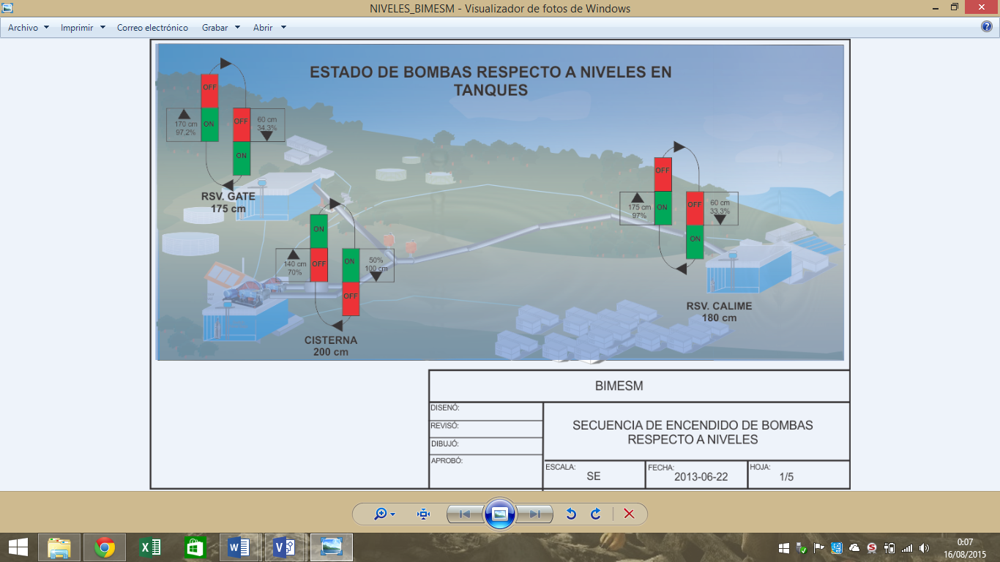 NIVELES_BIMESM - Visualizador de fotos de Windows
Archivo Imprimir Correo electrónico Grabar Abrir
ESTADO DE BOMBAS RESPECTO A NIVELES EN
TANQUES
OFF
ON
170 cm
97,2%
OFF
ON
60 cm
34.3%
RSV. GATE
175 cm
ON
OFF
140 cm
70%
ON
OFF
50%
100 cm
CISTERNA
200 cm
OFF
ON
175 cm
97%
OFF
ON
60 cm
33.3%
RSV. CALIME
180 cm
BIMESM
DISENÓ:
REVISÓ:
DIBUJÓ:
APROBÓ:
SECUENCIA DE ENCENDIDO DE BOMBAS
RESPECTO A NIVELES
ESCALA:
SE
FECHA:
2013-06-22
HOJA:
1/5
0:07
16/08/2015